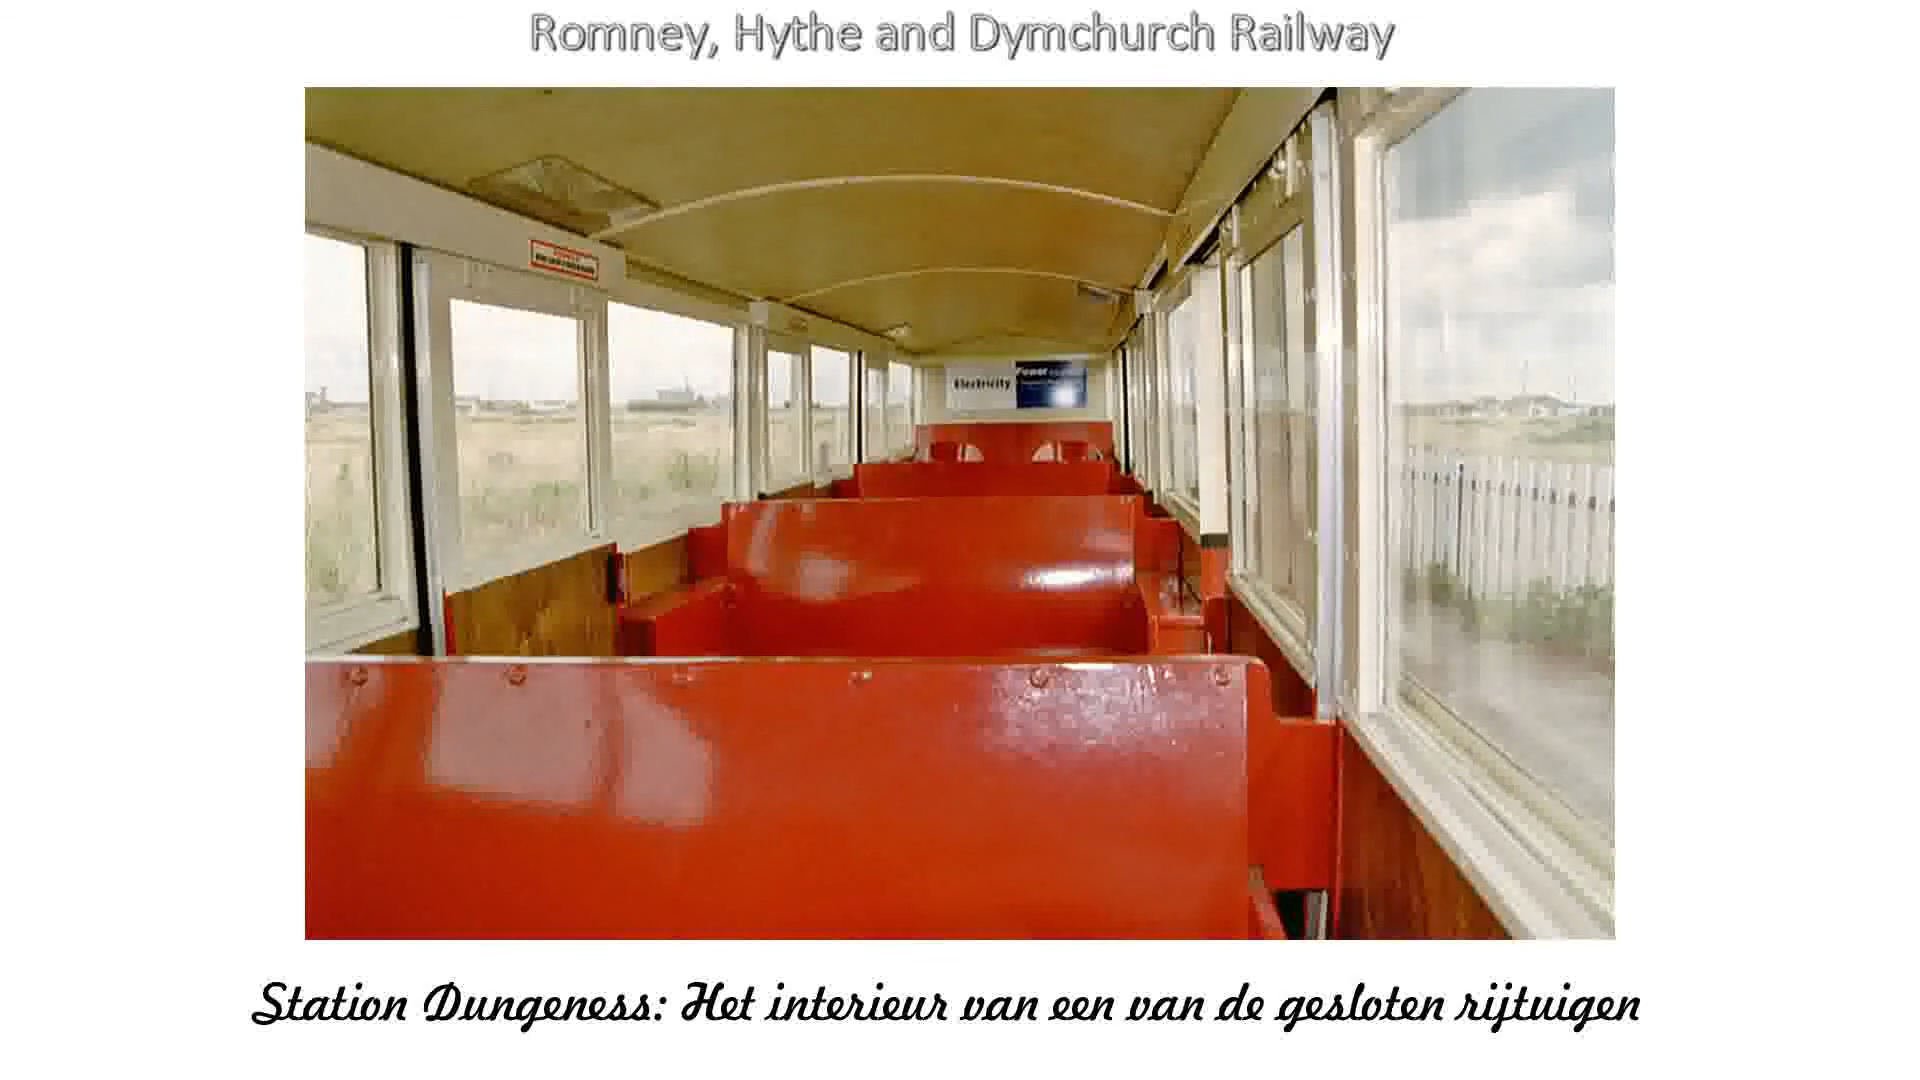 Romney, Hythe and Dymchurch Railway
Electricity
Power
Station Dungeness: Het interieur van een van de gesloten rijtuigen